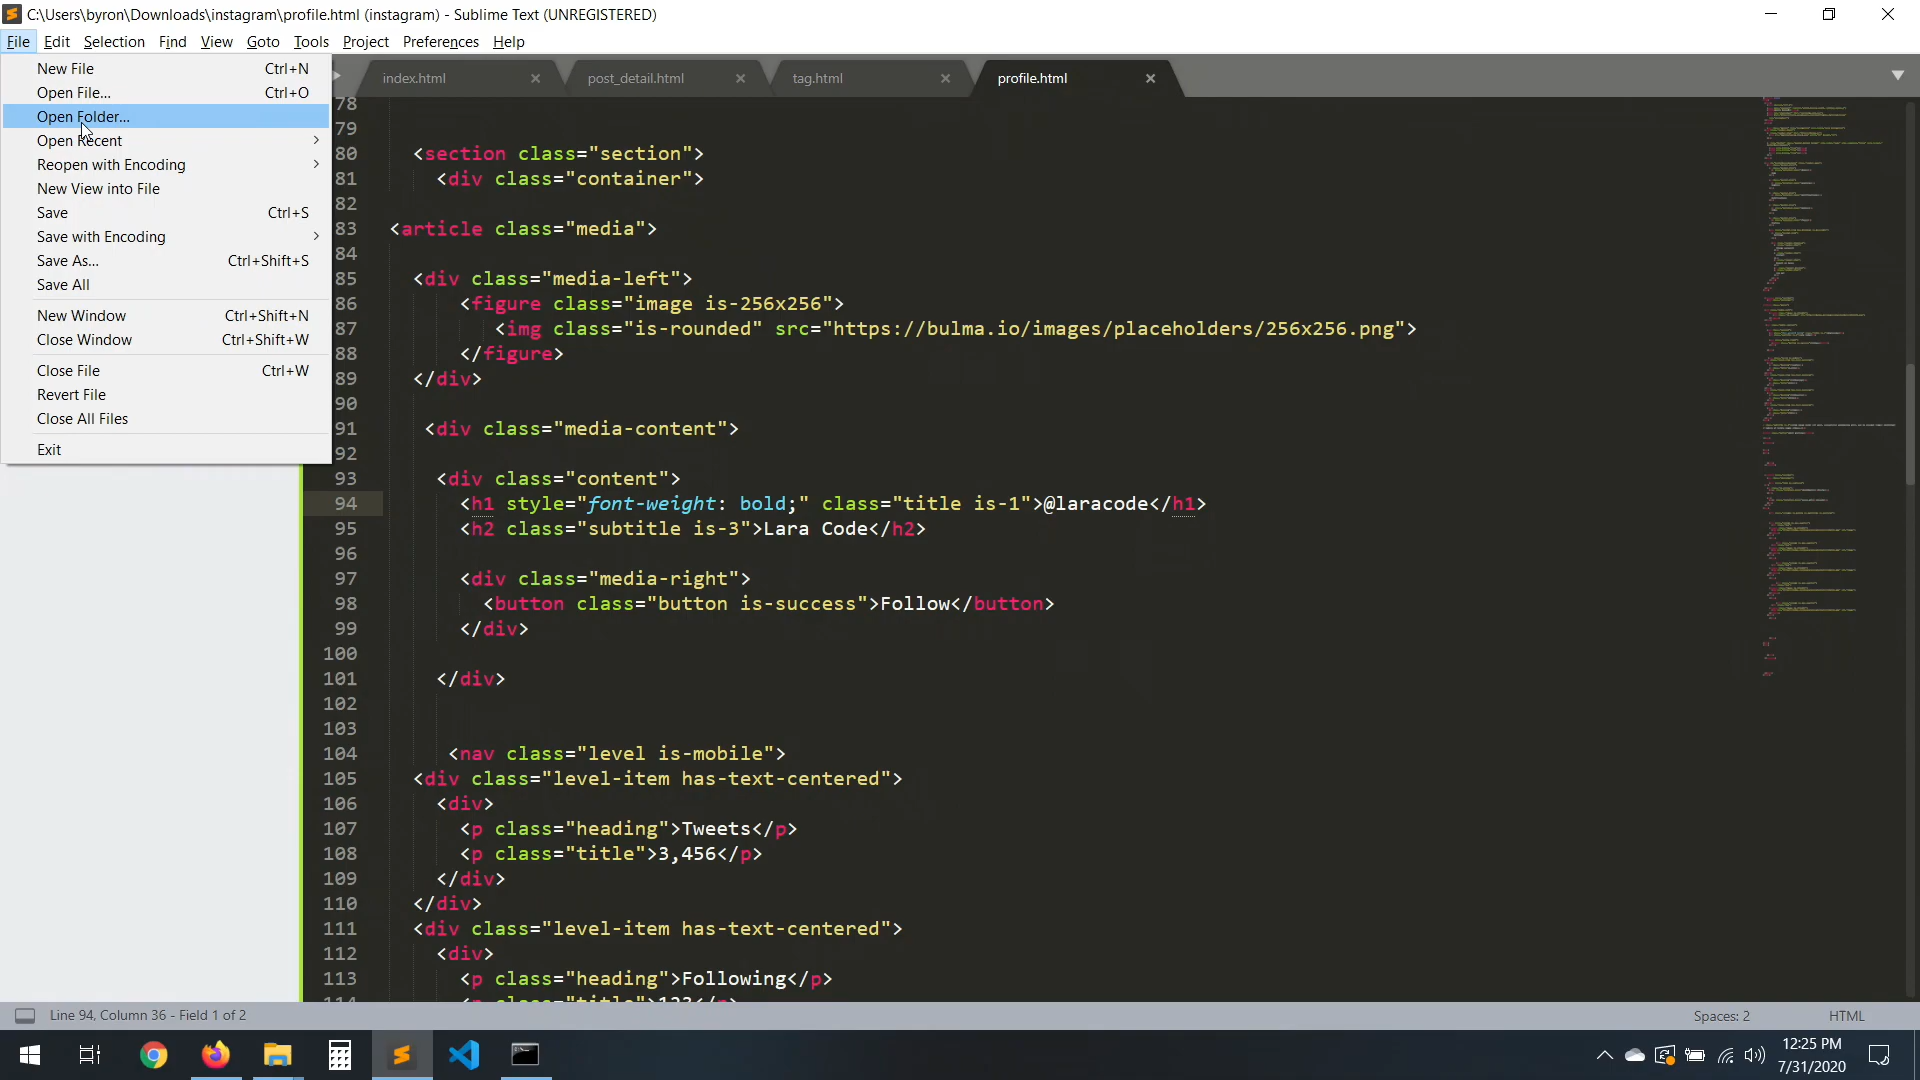 C:\Users\byron\Downloads\instagram\profile.html (instagram) - Sublime Text (UNREGISTERED)
File Edit Selection Find View Goto Tools Project Preferences Help
New File Ctrl+N
Open File... Ctrl+O
Open Folder...
Open Recent
Reopen with Encoding
New View into File
Save Ctrl+S
Save with Encoding
Save As... Ctrl+Shift+S
Save All
New Window Ctrl+Shift+N
Close Window Ctrl+Shift+W
Close File Ctrl+W
Revert File
Close All Files
Exit
index.html post_detail.html tag.html profile.html
78
79
80 <section class="section">
81 <div class="container">
82
83 <article class="media">
84
85 <div class="media-left">
86 <figure class="image is-256x256">
87 <img class="is-rounded" src="https://bulma.io/images/placeholders/256x256.png">
88 </figure>
89 </div>
90
91 <div class="media-content">
92
93 <div class="content">
94 <h1 style="font-weight: bold;" class="title is-1">@laracode</h1>
95 <h2 class="subtitle is-3">Lara Code</h2>
96
97 <div class="media-right">
98 <button class="button is-success">Follow</button>
99 </div>
100
101 </div>
102
103
104 <nav class="level is-mobile">
105 <div class="level-item has-text-centered">
106 <div>
107 <p class="heading">Tweets</p>
108 <p class="title">3,456</p>
109 </div>
110 </div>
111 <div class="level-item has-text-centered">
112 <div>
113 <p class="heading">Following</p>
114 <p class="title">123</p>
Line 94, Column 36 - Field 1 of 2
Spaces: 2
HTML
12:25 PM
7/31/2020